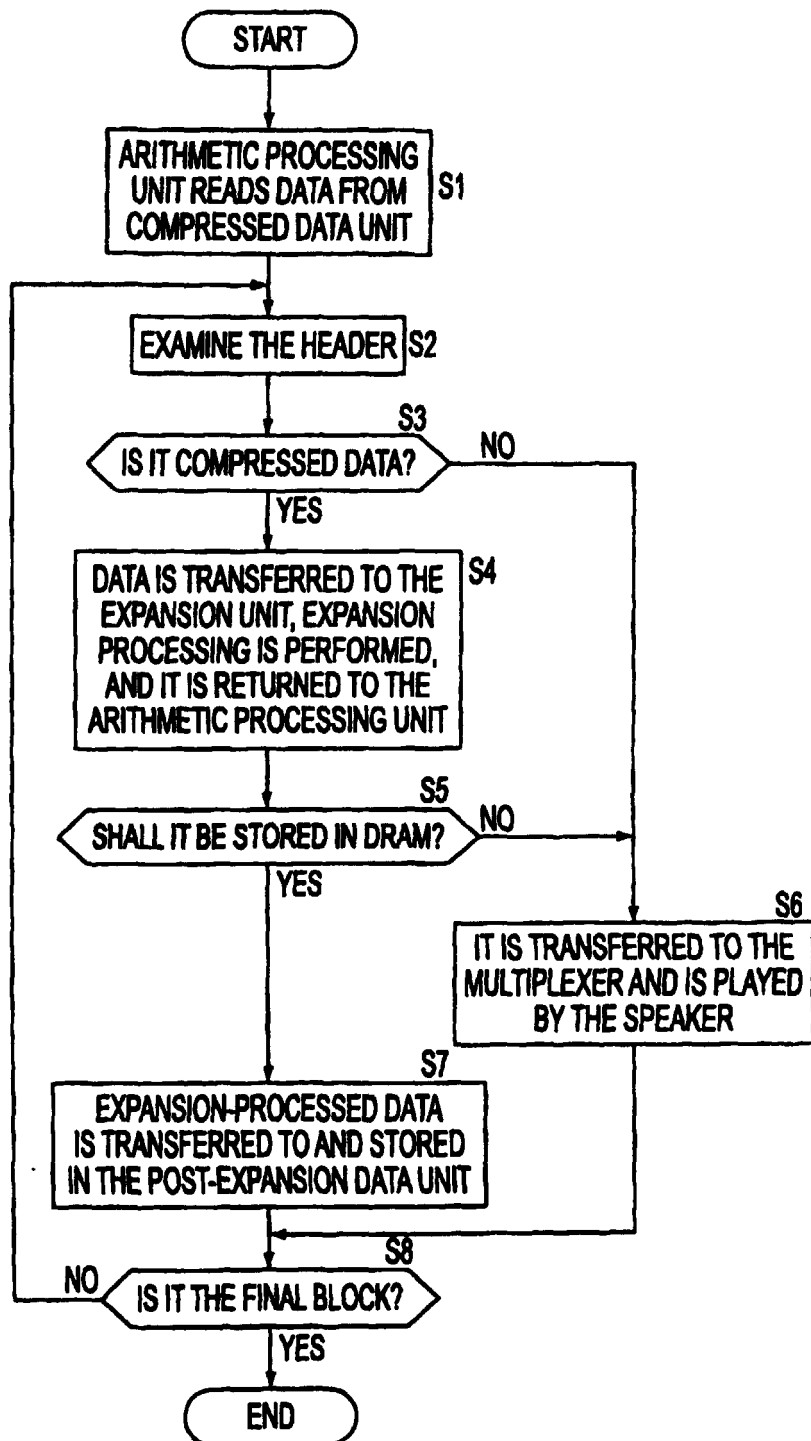 START
ARITHMETIC PROCESSING
UNIT READS DATA FROM
COMPRESSED DATA UNIT
S1
EXAMINE THE HEADER
S2
S3
IS IT COMPRESSED DATA?
NO
YES
S4
DATA IS TRANSFERRED TO THE
EXPANSION UNIT, EXPANSION
PROCESSING IS PERFORMED,
AND IT IS RETURNED TO THE
ARITHMETIC PROCESSING UNIT
S5
SHALL IT BE STORED IN DRAM?
NO
YES
S6
IT IS TRANSFERRED TO THE
MULTIPLEXER AND IS PLAYED
BY THE SPEAKER
S7
EXPANSION-PROCESSED DATA
IS TRANSFERRED TO AND STORED
IN THE POST-EXPANSION DATA UNIT
S8
NO
IS IT THE FINAL BLOCK?
YES
END